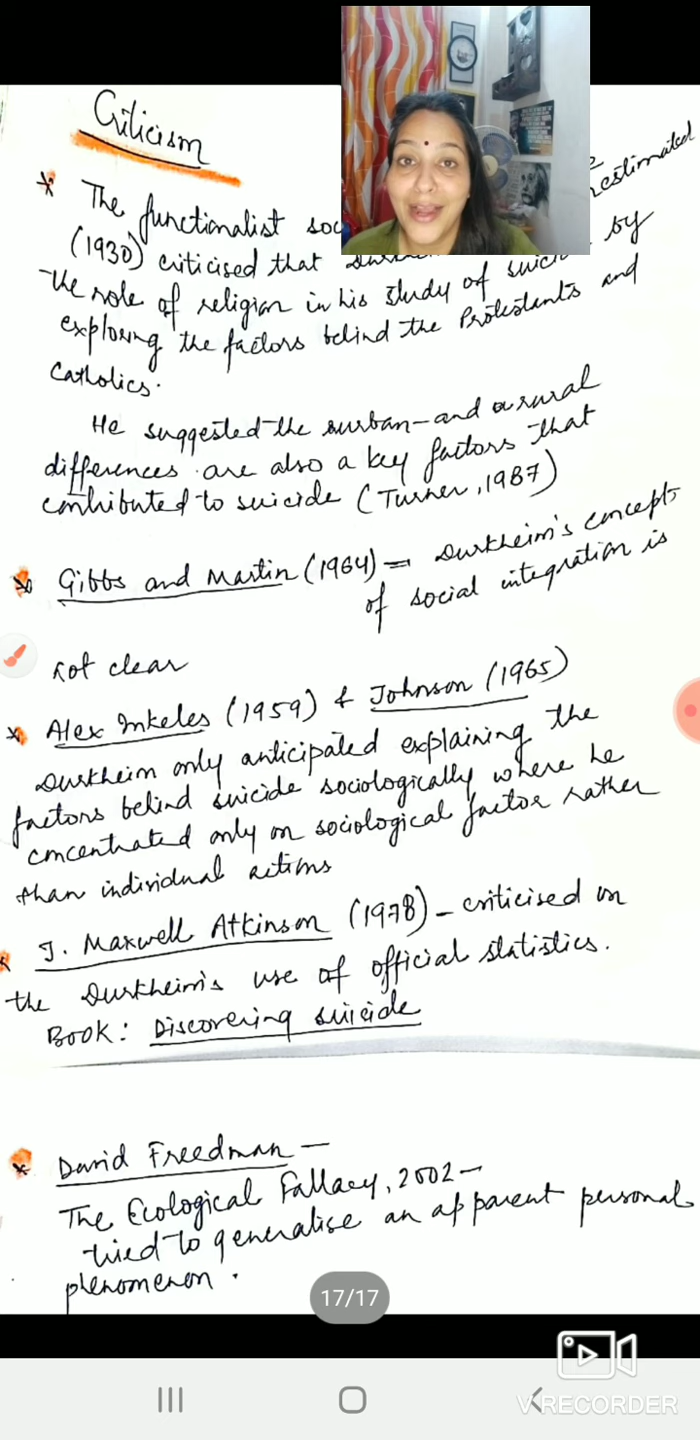 Criticism
* The functionalist soc
restimated
(1930) criticised that
the role of religion in his study of suicide by
exploring the factors behind the Protestants and
Catholics.
He suggested the urban-and rural
differences are also a key factors that
contributed to suicide (Turner, 1987)
* Gibbs and Martin (1964) - Durkheim's concept
of social integration is
not clear
* Alex Inkeles (1959) & Johnson (1965)
Durkheim only anticipated explaining the
factors behind suicide sociologically where he
concentrated only on sociological factor rather
than individual actions
* J. Maxwell Atkinson (1978) - criticised on
the Durkheim's use of official statistics.
Book: Discovering suicide
* David Freedman -
The Ecological Fallacy, 2002 -
tried to generalise an apparent personal
phenomenon.
17/17
V RECORDER